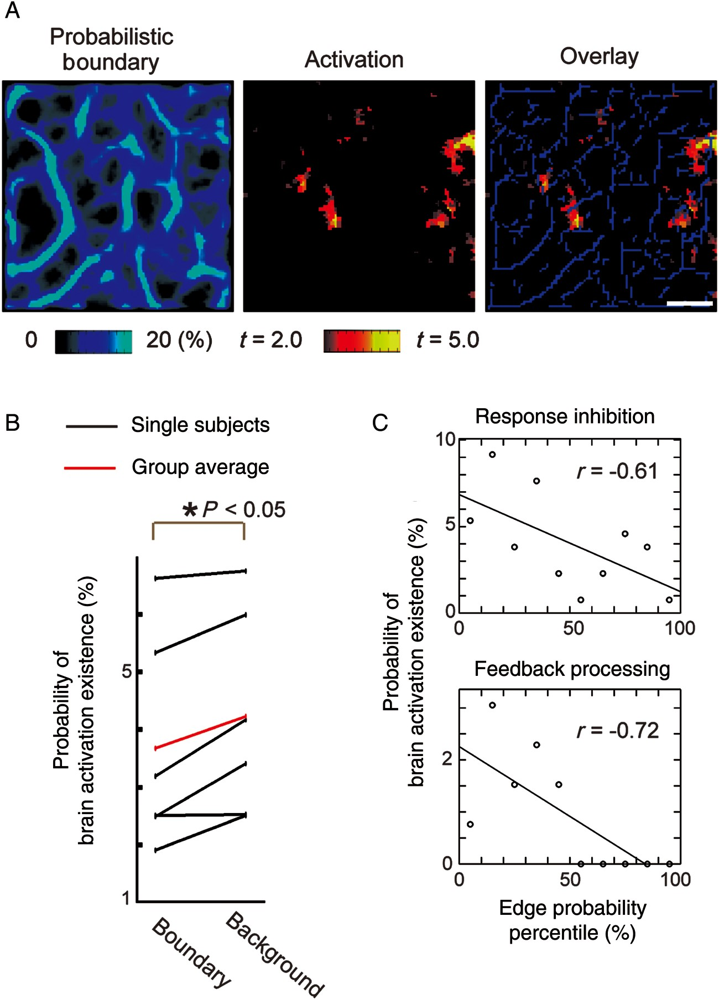 A
Probabilistic
boundary
Activation
Overlay
0
20 (%)
t = 2.0
t = 5.0
B
Single subjects
Group average
* P < 0.05
Probability of
brain activation existence (%)
5
1
Boundary
Background
C
Response inhibition
r = -0.61
10
5
0
0
50
100
Probability of
brain activation existence (%)
Feedback processing
r = -0.72
2
0
0
50
100
Edge probability
percentile (%)